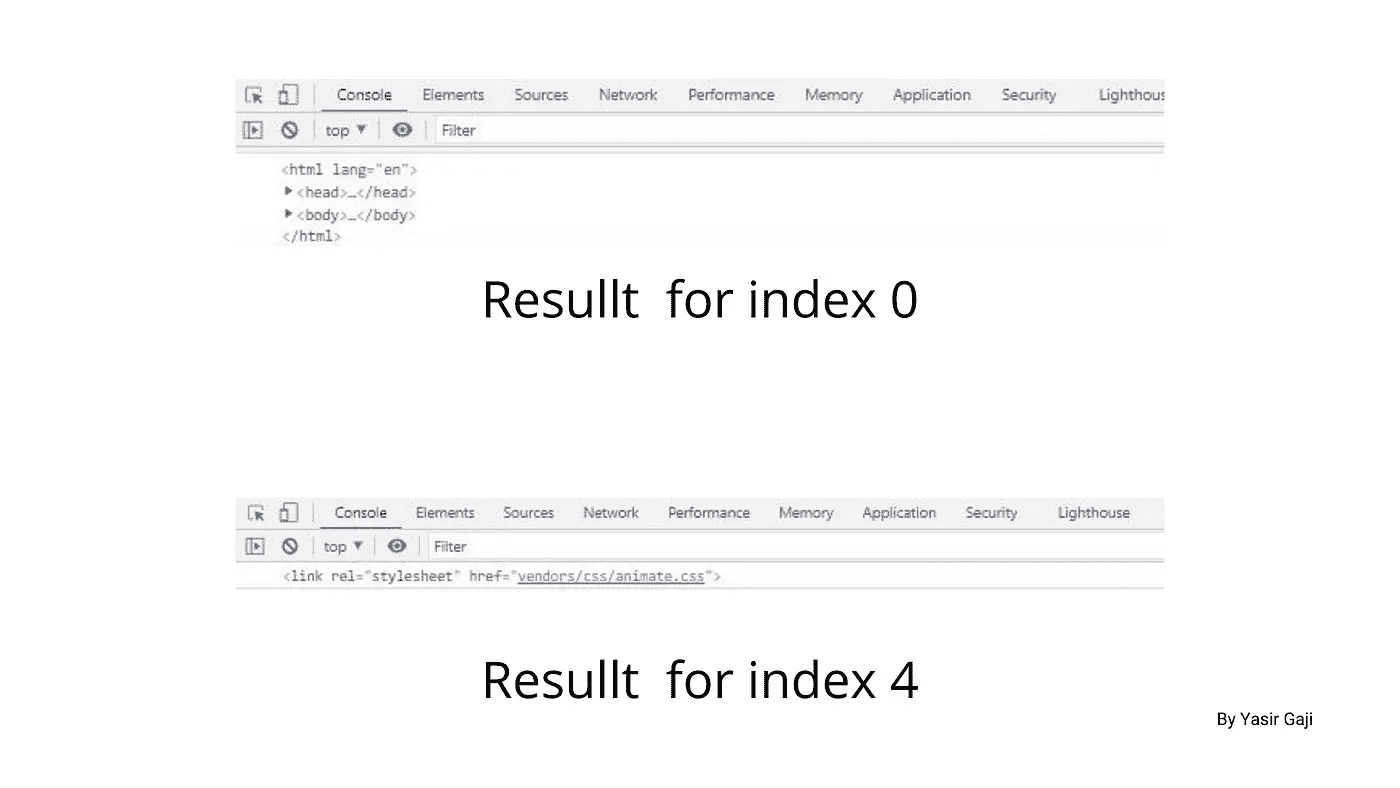 Console Elements Sources Network Performance Memory Application Security Lighthous
top ▼ Filter
<html lang="en">
▶ <head>…</head>
▶ <body>…</body>
</html>
Resullt for index 0
Console Elements Sources Network Performance Memory Application Security Lighthouse
top ▼ Filter
<link rel="stylesheet" href="vendors/css/animate.css">
Resullt for index 4
By Yasir Gaji